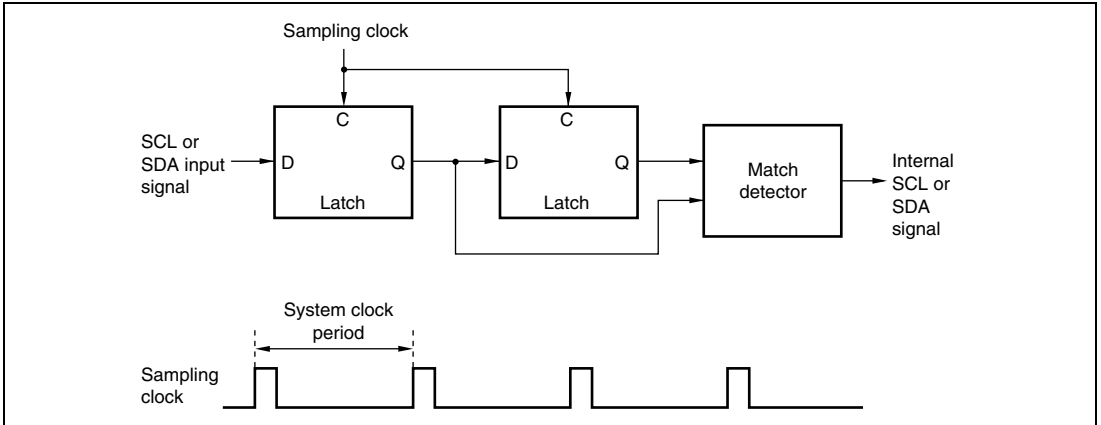 Sampling clock
C
C
SCL or
SDA input
signal
D
Q
D
Q
Latch
Latch
Match
detector
Internal
SCL or
SDA
signal
System clock
period
Sampling
clock